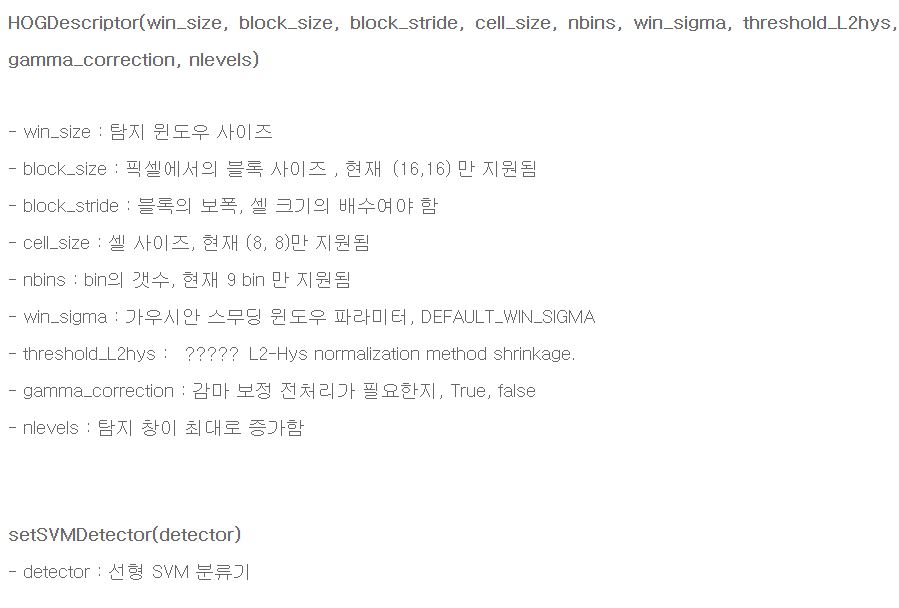 HOGDescriptor(win_size, block_size, block_stride, cell_size, nbins, win_sigma, threshold_L2hys,
gamma_correction, nlevels)
- win_size : 탐지 윈도우 사이즈
- block_size : 픽셀에서의 블록 사이즈 , 현재 (16,16) 만 지원됨
- block_stride : 블록의 보폭, 셀 크기의 배수여야 함
- cell_size : 셀 사이즈, 현재 (8, 8)만 지원됨
- nbins : bin의 갯수, 현재 9 bin 만 지원됨
- win_sigma : 가우시안 스무딩 윈도우 파라미터, DEFAULT_WIN_SIGMA
- threshold_L2hys : ????? L2-Hys normalization method shrinkage.
- gamma_correction : 감마 보정 전처리가 필요한지, True, false
- nlevels : 탐지 창이 최대로 증가함
setSVMDetector(detector)
- detector : 선형 SVM 분류기